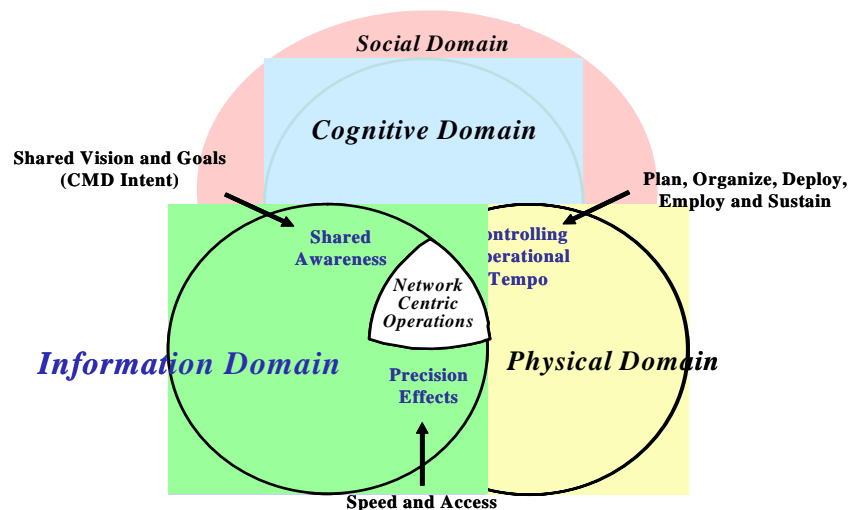 Social Domain
Cognitive Domain
Shared Vision and Goals
(CMD Intent)
Plan, Organize, Deploy,
Employ and Sustain
Shared
Awareness
ontrolling
perational
Tempo
Network
Centric
Operations
Information Domain
Physical Domain
Precision
Effects
Speed and Access